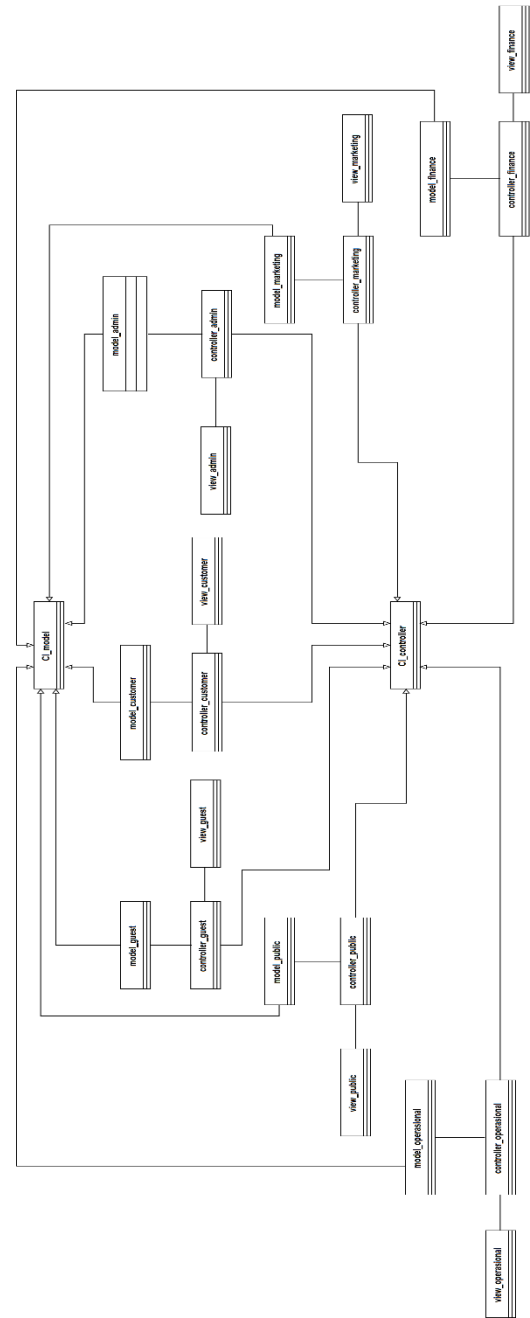 CI_model
model_operasional
model_public
model_guest
model_customer
model_admin
model_marketing
model_finance
view_operasional
controller_operasional
view_public
controller_public
controller_guest
view_guest
controller_customer
view_customer
view_admin
controller_admin
controller_marketing
view_marketing
controller_finance
view_finance
CI_controller